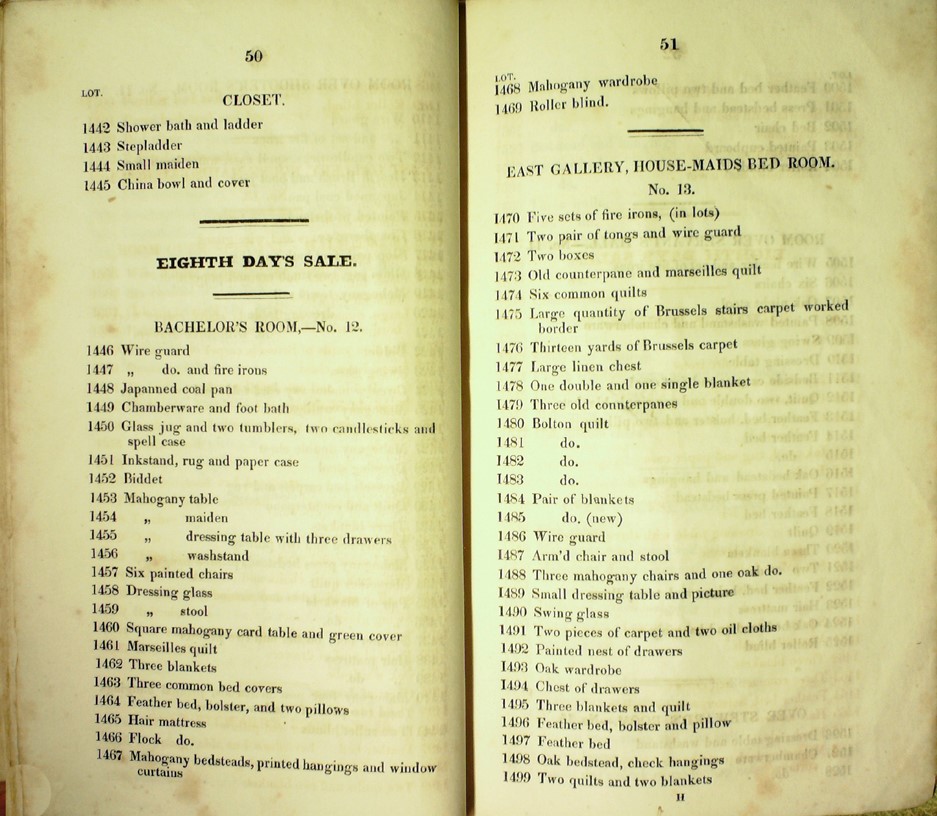 50
LOT.
CLOSET.
1442 Shower bath and ladder
1443 Stepladder
1444 Small maiden
1445 China bowl and cover
EIGHTH DAY'S SALE.
BACHELOR'S ROOM,—No. 12.
1446 Wire guard
1447 „ do. and fire irons
1448 Japanned coal pan
1449 Chamberware and foot bath
1450 Glass jug and two tumblers, two candlesticks and
spell case
1451 Inkstand, rug and paper case
1452 Biddet
1453 Mahogany table
1454 „ maiden
1455 „ dressing table with three drawers
1456 „ washstand
1457 Six painted chairs
1458 Dressing glass
1459 „ stool
1460 Square mahogany card table and green cover
1461 Marseilles quilt
1462 Three blankets
1463 Three common bed covers
1464 Feather bed, bolster, and two pillows
1465 Hair mattress
1466 Flock do.
1467 Mahogany bedsteads, printed hangings and window
curtains
51
LOT.
1468 Mahogany wardrobe
1469 Roller blind.
EAST GALLERY, HOUSE-MAIDS BED ROOM.
No. 13.
1470 Five sets of fire irons, (in lots)
1471 Two pair of tongs and wire guard
1472 Two boxes
1473 Old counterpane and marseilles quilt
1474 Six common quilts
1475 Large quantity of Brussels stairs carpet worked
border
1476 Thirteen yards of Brussels carpet
1477 Large linen chest
1478 One double and one single blanket
1479 Three old connterpanes
1480 Bolton quilt
1481 do.
1482 do.
1483 do.
1484 Pair of blankets
1485 do. (new)
1486 Wire guard
1487 Arm'd chair and stool
1488 Three mahogany chairs and one oak do.
1489 Small dressing table and picture
1490 Swing glass
1491 Two pieces of carpet and two oil cloths
1492 Painted nest of drawers
1493 Oak wardrobe
1494 Chest of drawers
1495 Three blankets and quilt
1496 Feather bed, bolster and pillow
1497 Feather bed
1498 Oak bedstead, check hangings
1499 Two quilts and two blankets
H